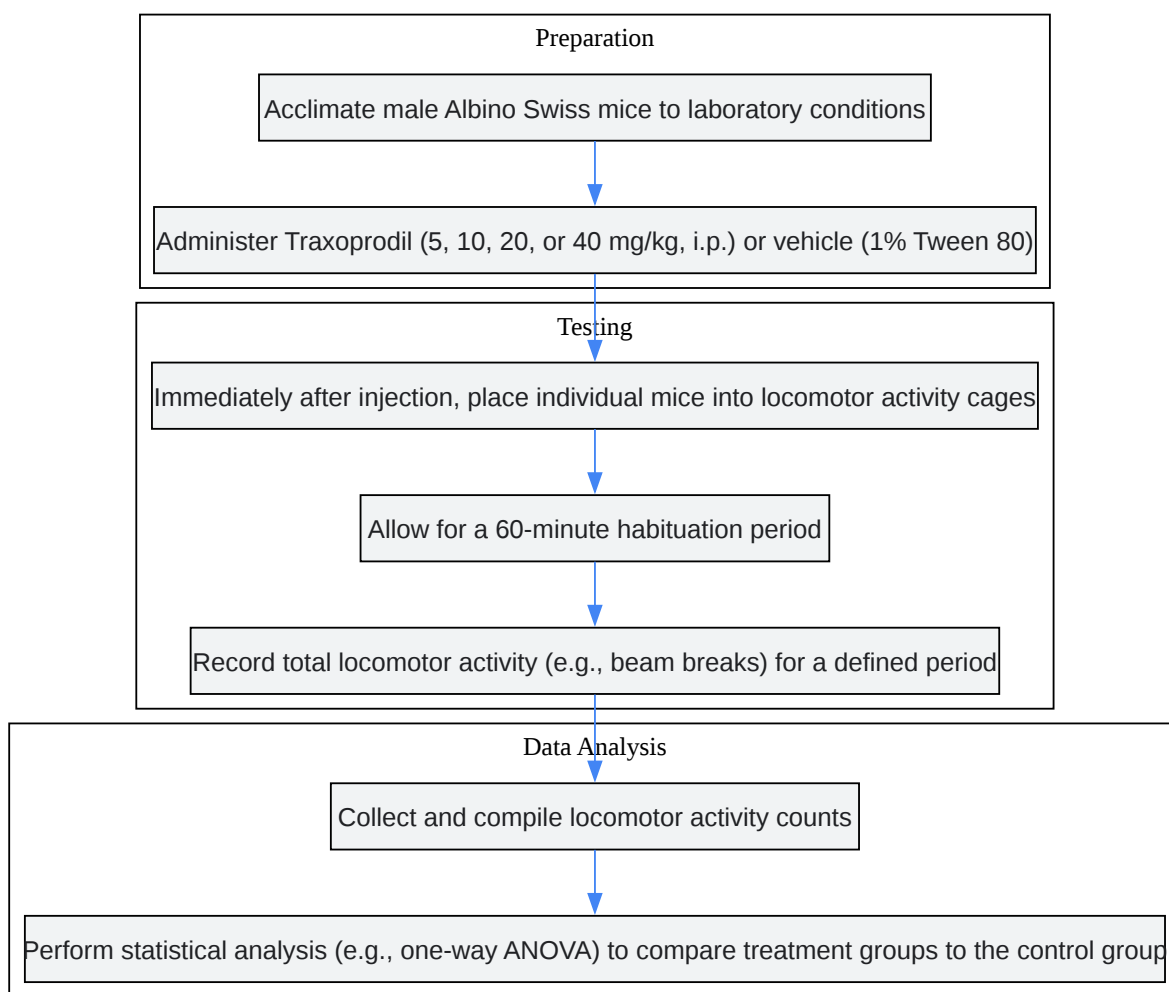 Preparation
Acclimate male Albino Swiss mice to laboratory conditions
Administer Traxoprodil (5, 10, 20, or 40 mg/kg, i.p.) or vehicle (1% Tween 80)
Testing
Immediately after injection, place individual mice into locomotor activity cages
Allow for a 60-minute habituation period
Record total locomotor activity (e.g., beam breaks) for a defined period
Data Analysis
Collect and compile locomotor activity counts
Perform statistical analysis (e.g., one-way ANOVA) to compare treatment groups to the control group